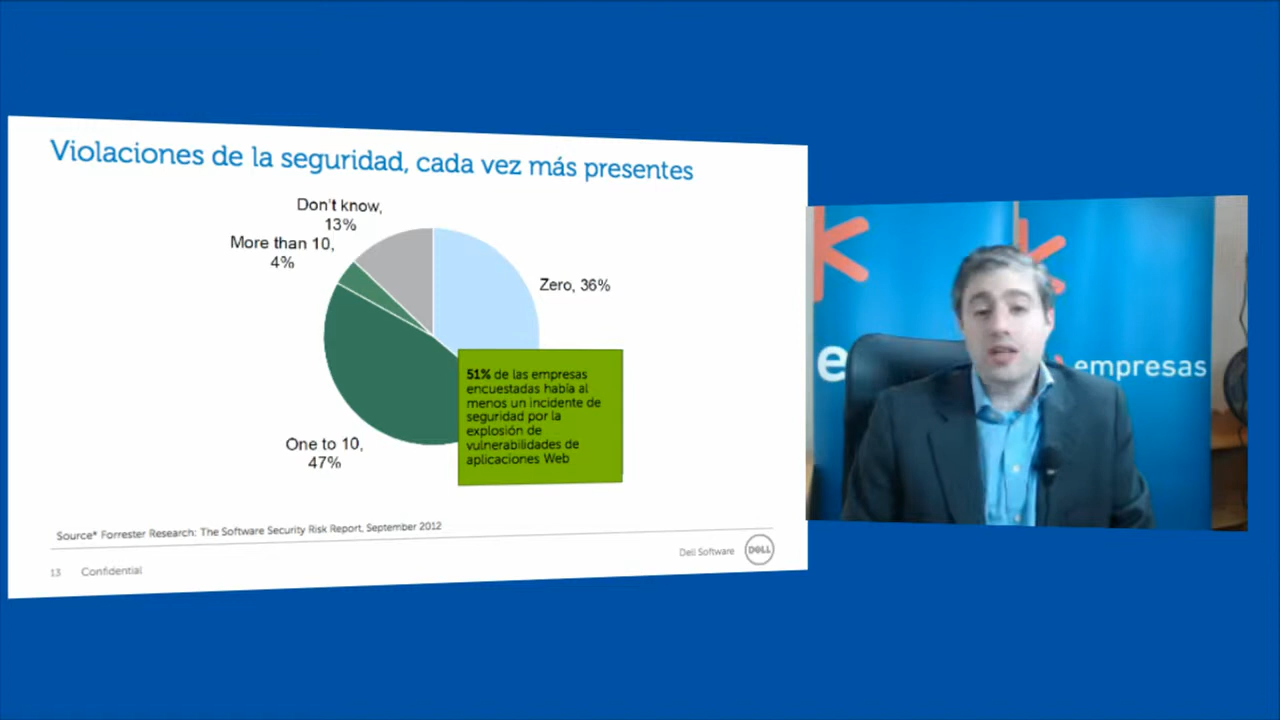 Violaciones de la seguridad, cada vez más presentes
Don't know,
13%
More than 10,
4%
Zero, 36%
51% de las empresas
encuestadas había al
menos un incidente de
seguridad por la
explosión de
vulnerabilidades de
aplicaciones Web
One to 10,
47%
Source* Forrester Research: The Software Security Risk Report, September 2012
13 Confidential
Dell Software
DELL
e
empresas